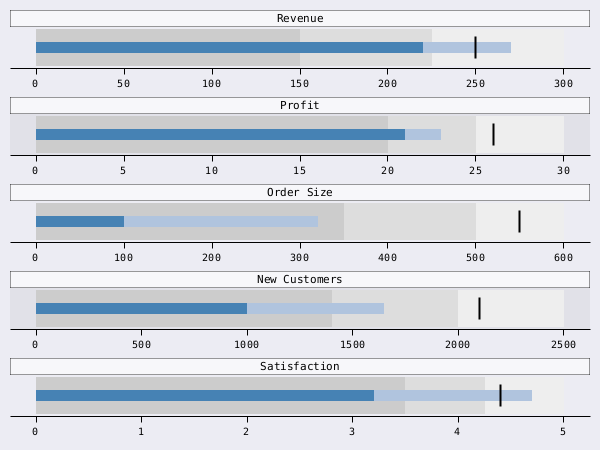 Revenue
0 50 100 150 200 250 300
Profit
0 5 10 15 20 25 30
Order Size
0 100 200 300 400 500 600
New Customers
0 500 1000 1500 2000 2500
Satisfaction
0 1 2 3 4 5